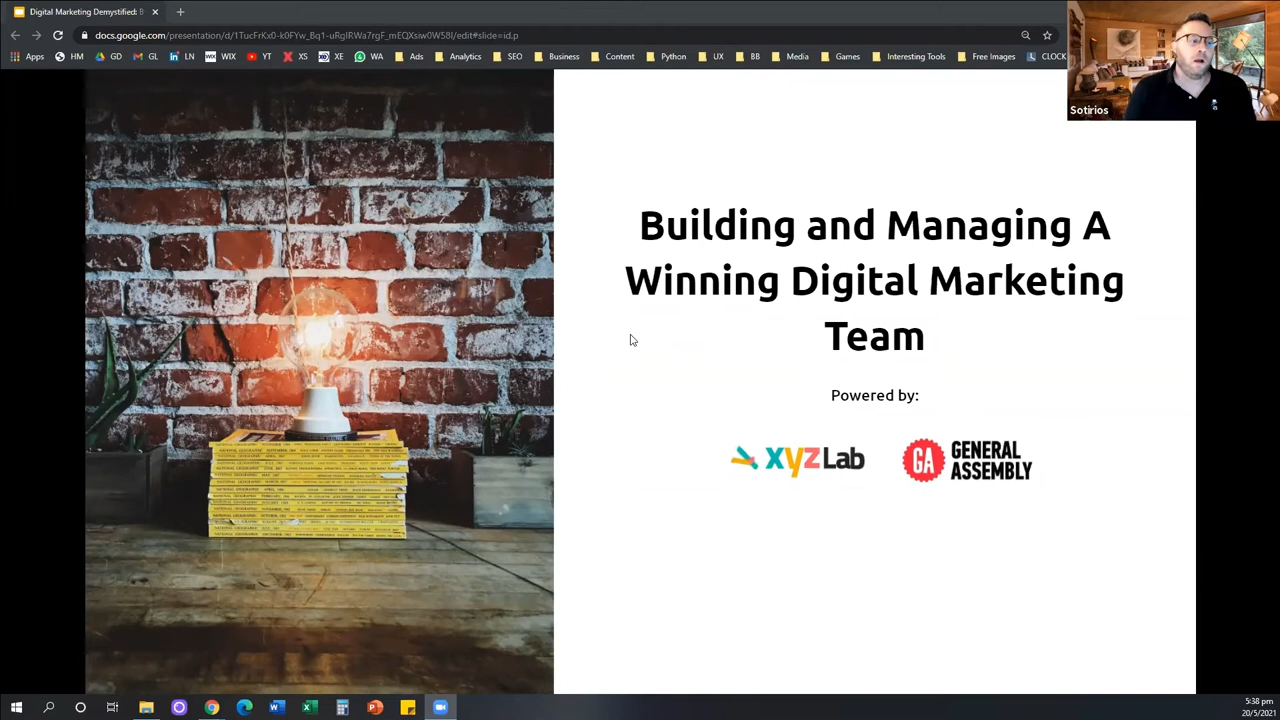 Digital Marketing Demystified: B
docs.google.com/presentation/d/1TucFrKx0-k0FYw_Bq1-uRgIRWa7rgF_mEQXsiw0W58I/edit#slide=id.p
Apps HM GD GL LN WIX YT XS XE WA Ads Analytics SEO Business Content Python UX BB Media Games Interesting Tools Free Images CLOCK
Sotirios
Building and Managing A
Winning Digital Marketing
Team
Powered by:
xyzLab
GA GENERAL
ASSEMBLY
5:38 pm
20/5/2021